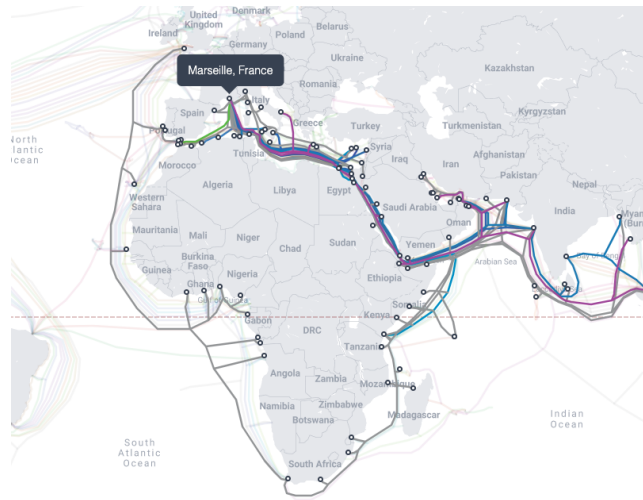 United
Kingdom
Ireland
Belarus
Poland
Germany
Ukraine
Marseille, France
Kazakhstan
Romania
Italy
Spain
Portugal
Greece
Turkey
Turkmenistan
Kyrgyzstan
North
Atlantic
Ocean
Tunisia
Syria
Iraq
Iran
Afghanistan
Morocco
Pakistan
Algeria
Libya
Egypt
Nepal
Western
Sahara
Saudi Arabia
Oman
India
Mauritania
Mali
Niger
Chad
Sudan
Yemen
Arabian Sea
Guinea
Burkina
Faso
Nigeria
Ghana
Gulf of Guinea
Ethiopia
Somalia
Gabon
DRC
Kenya
Tanzania
Angola
Zambia
Mozambique
Namibia
Zimbabwe
Botswana
Madagascar
South Africa
South
Atlantic
Ocean
Indian
Ocean